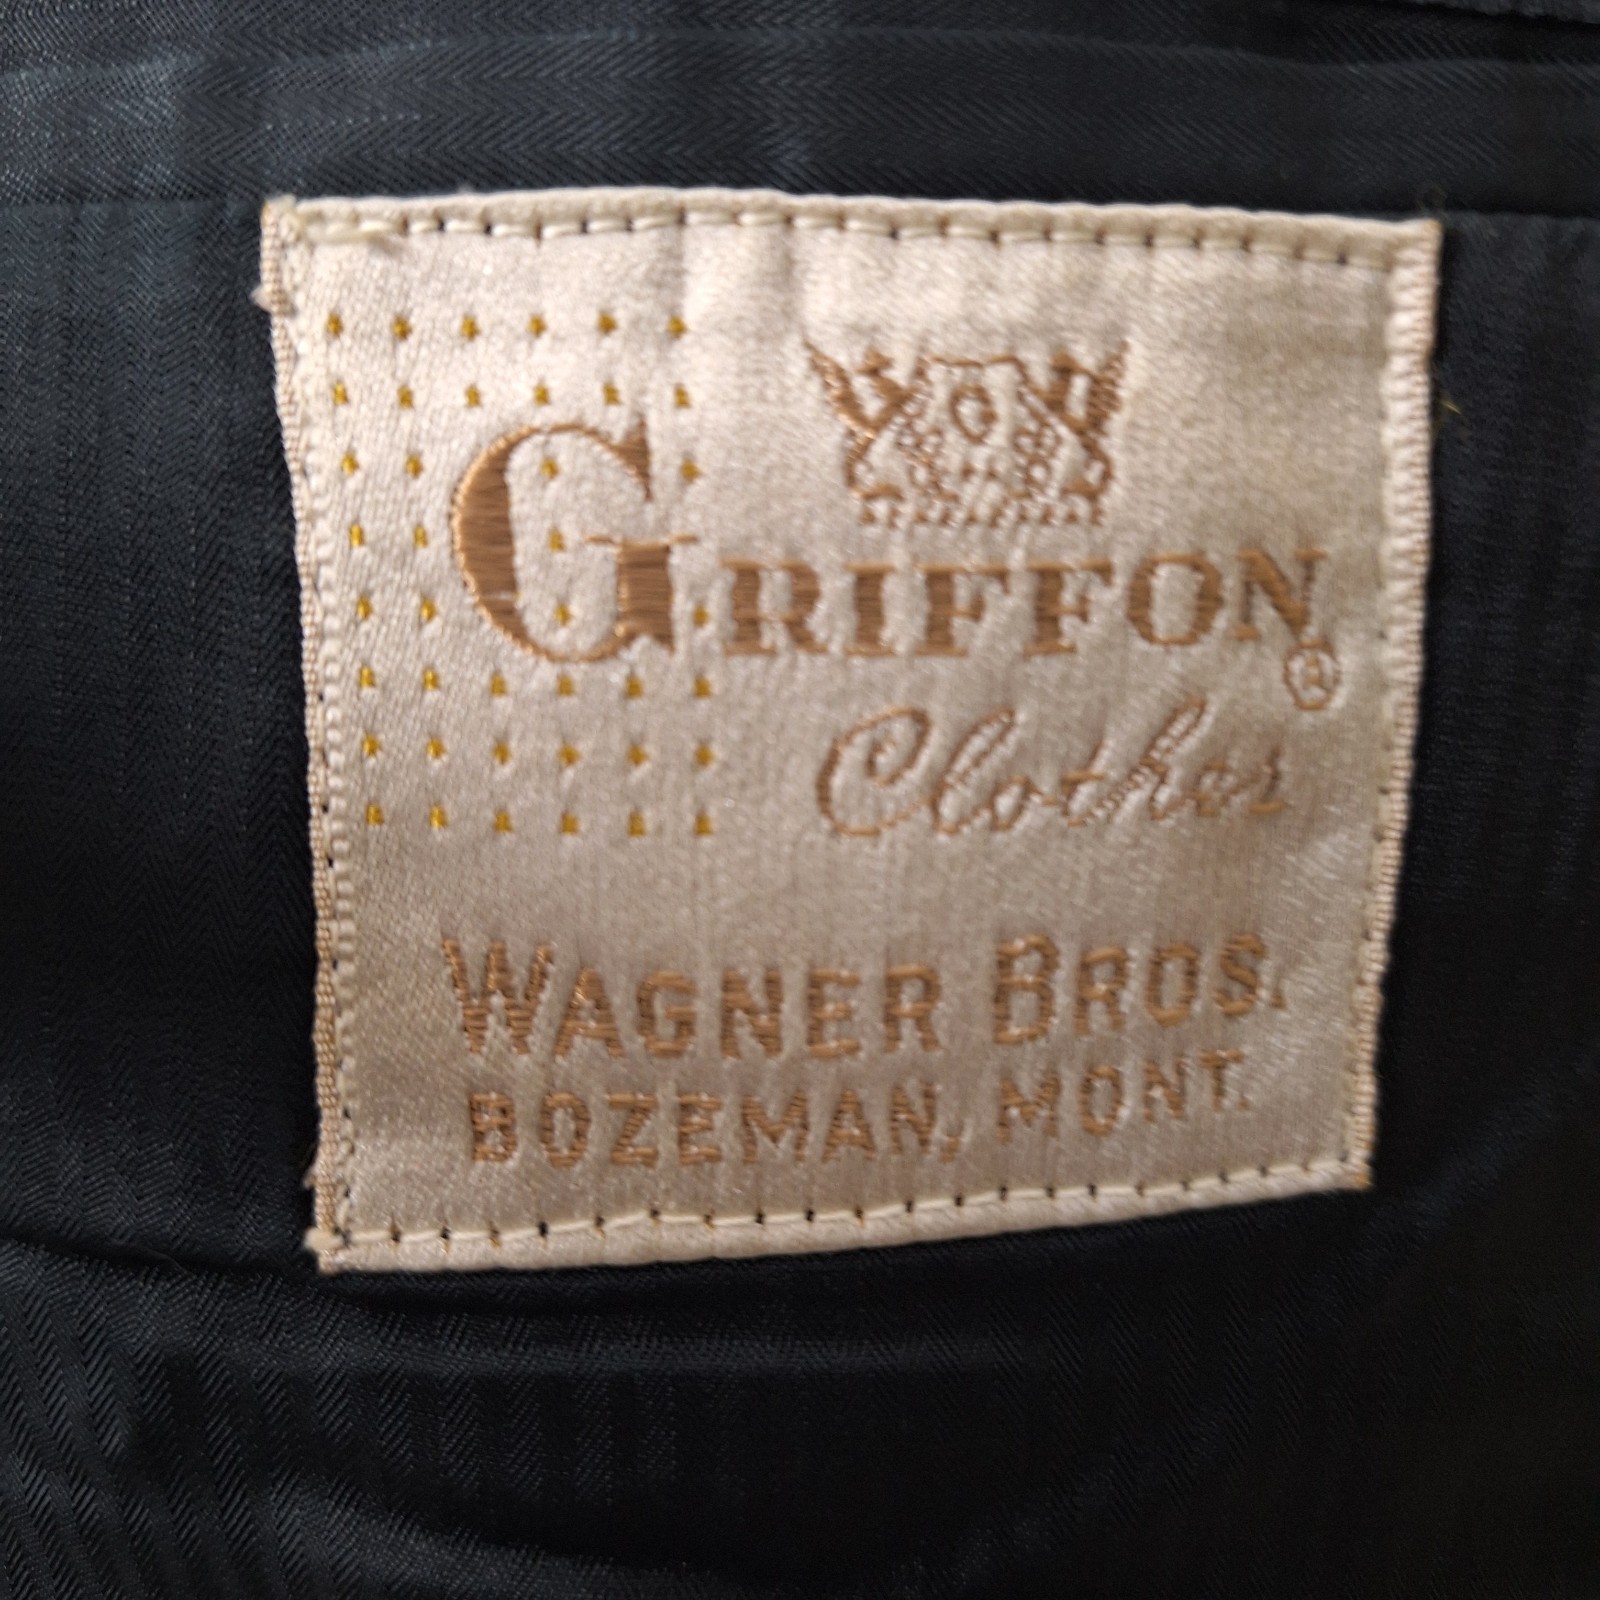 G
GRIFFON®
Clothes
WAGNER BROS.
BOZEMAN, MONT.